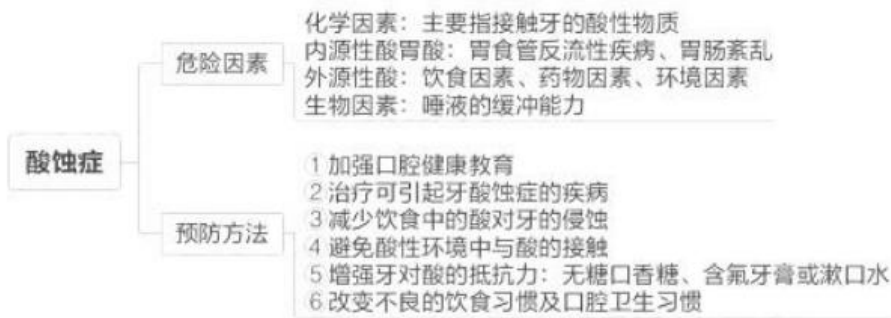 酸蚀症
危险因素
化学因素：主要指接触牙的酸性物质
内源性酸胃酸：胃食管反流性疾病、胃肠紊乱
外源性酸：饮食因素、药物因素、环境因素
生物因素：唾液的缓冲能力
预防方法
①加强口腔健康教育
②治疗可引起牙酸蚀症的疾病
③减少饮食中的酸对牙的侵蚀
④避免酸性环境中与酸的接触
⑤增强牙对酸的抵抗力：无糖口香糖、含氟牙膏或漱口水
⑥改变不良的饮食习惯及口腔卫生习惯